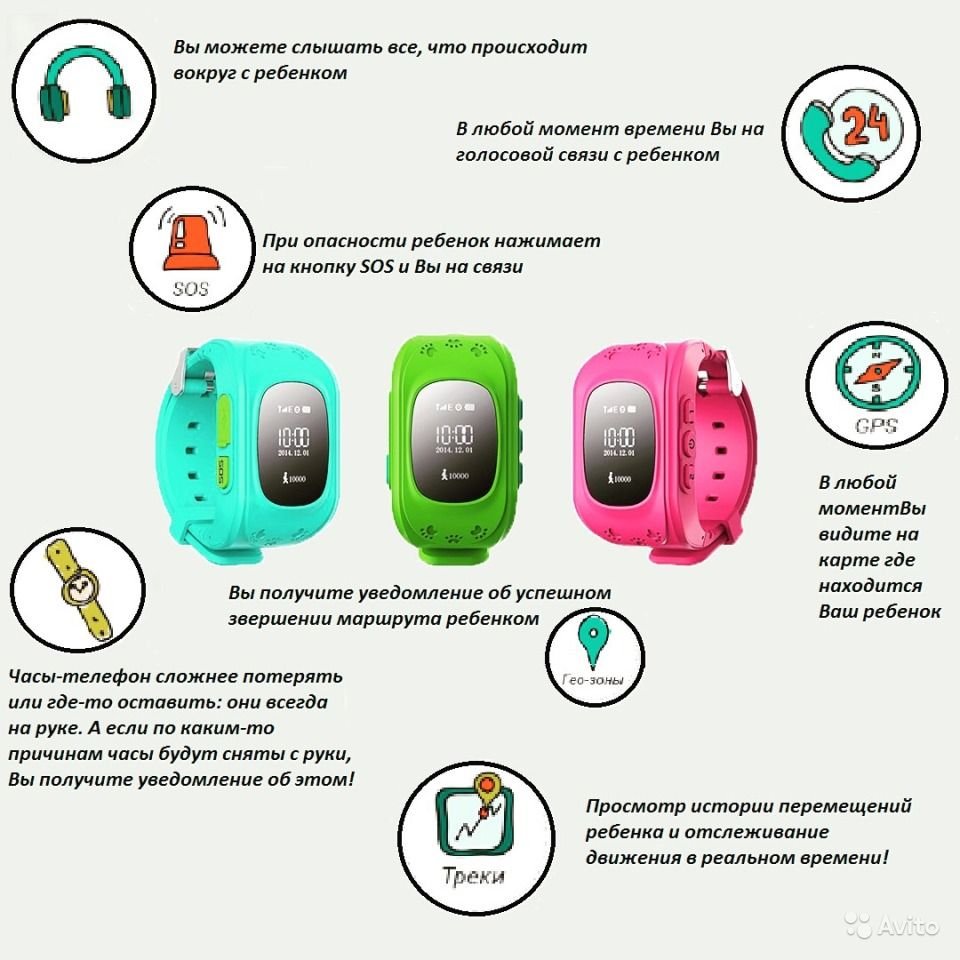 Вы можете слышать все, что происходит
вокруг с ребенком
В любой момент времени Вы на
голосовой связи с ребенком
24
При опасности ребенок нажимает
на кнопку SOS и Вы на связи
SOS
N
S
GPS
10:00
2014.12.01
10000
SOS
10:00
2014.12.01
10000
10:00
2014.12.01
10000
В любой
моментВы
видите на
карте где
находится
Ваш ребенок
Вы получите уведомление об успешном
звершении маршрута ребенком
Гео-зоны
Часы-телефон сложнее потерять
или где-то оставить: они всегда
на руке. А если по каким-то
причинам часы будут сняты с руки,
Вы получите уведомление об этом!
Просмотр истории перемещений
ребенка и отслеживание
движения в реальном времени!
Треки
Avito